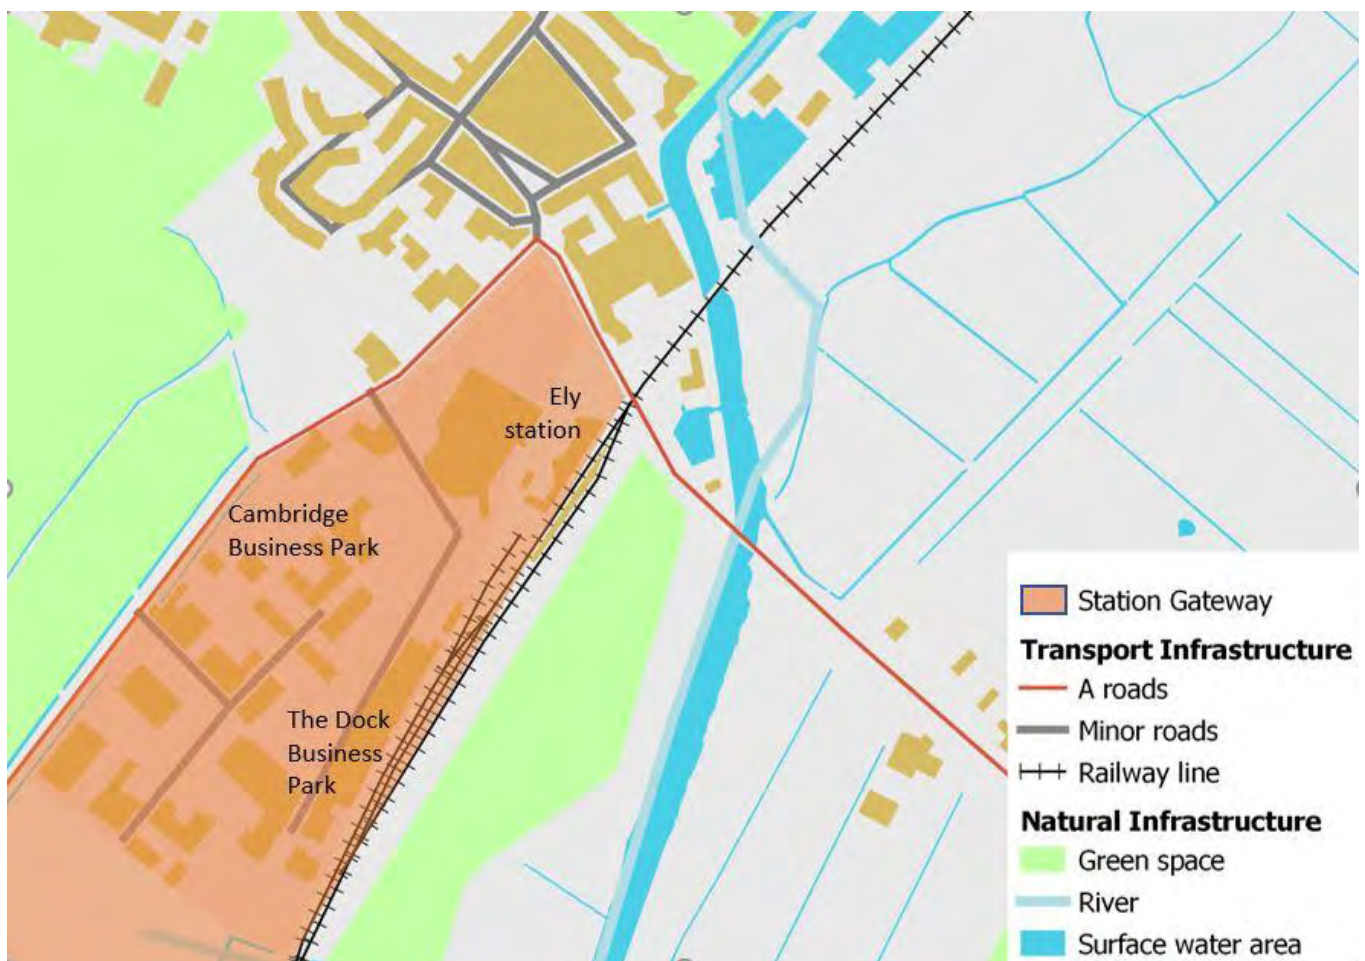 Ely
station
Cambridge
Business Park
The Dock
Business
Park
Station Gateway
Transport Infrastructure
A roads
Minor roads
Railway line
Natural Infrastructure
Green space
River
Surface water area